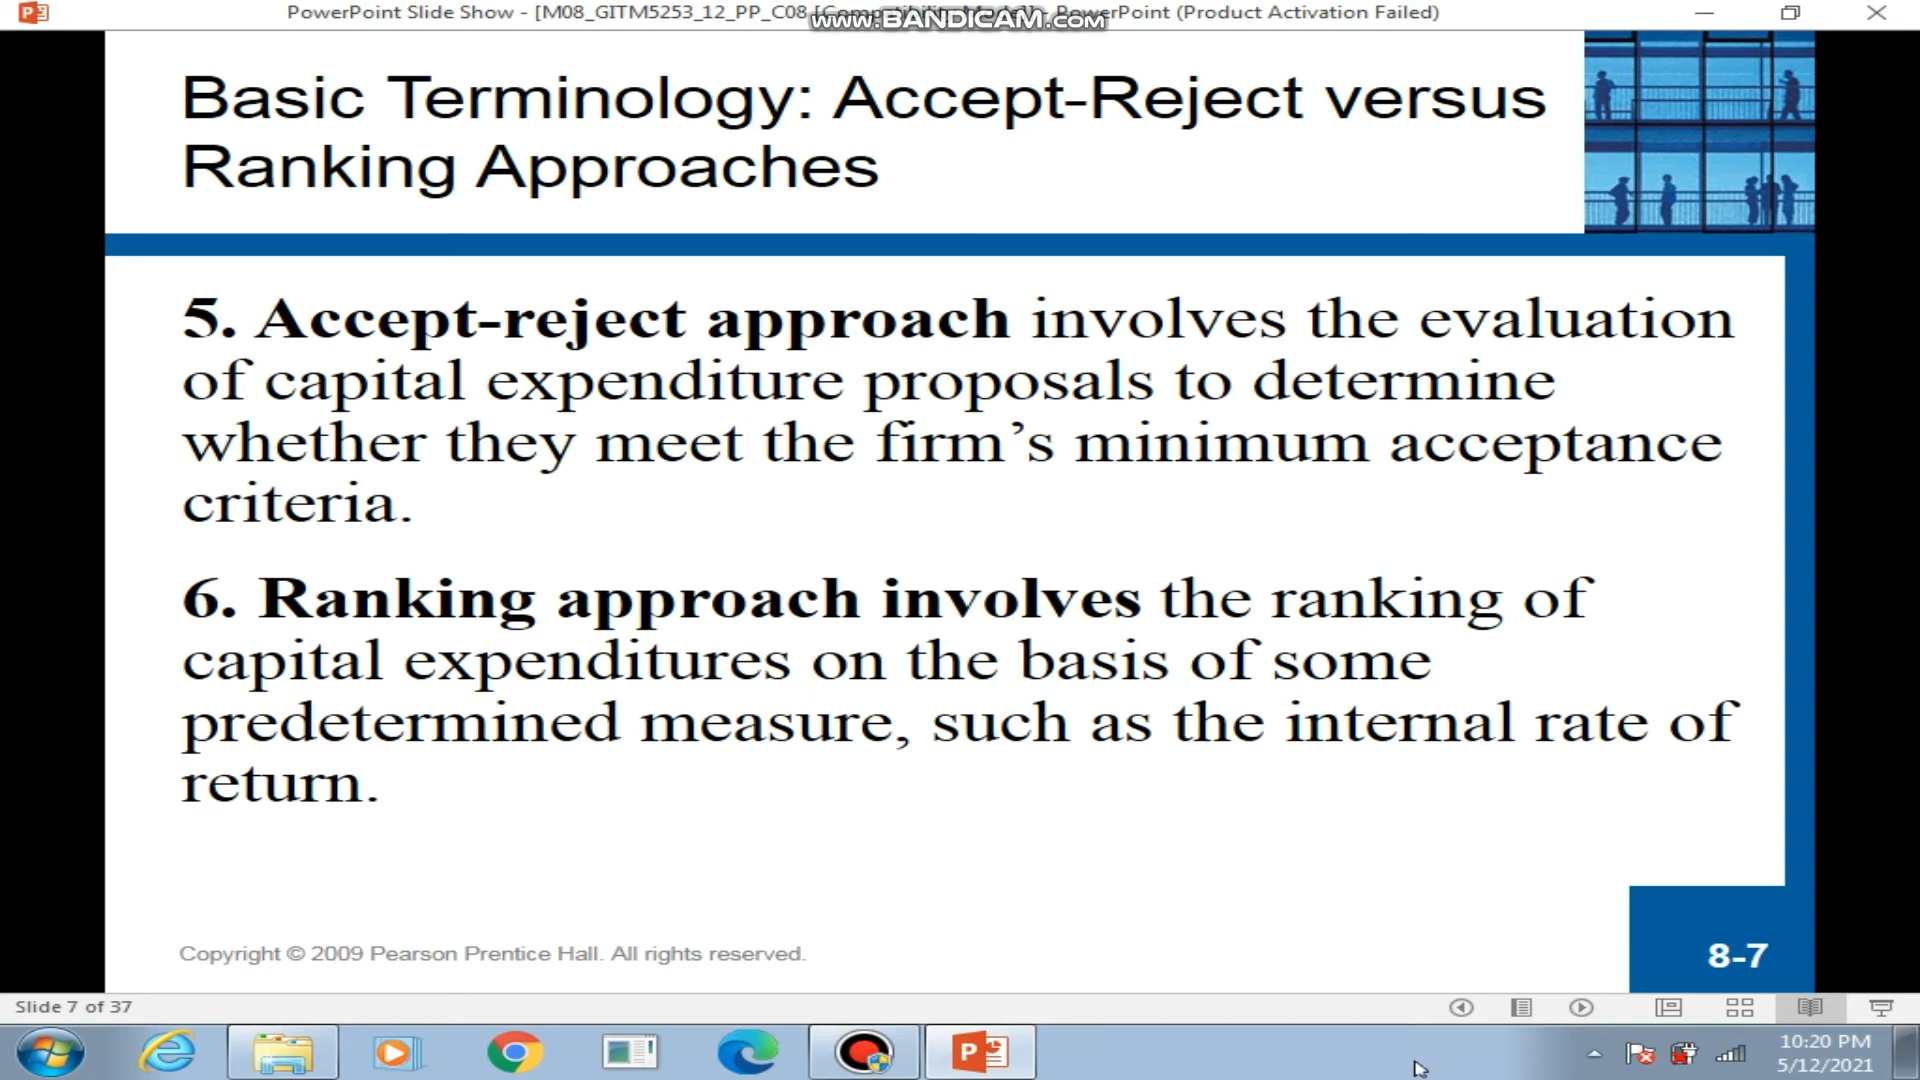 PowerPoint Slide Show - [M08_GITM5253_12_PP_C08 [Compatibility Mode]] - PowerPoint (Product Activation Failed)
www.BANDICAM.com
Basic Terminology: Accept-Reject versus
Ranking Approaches
5. Accept-reject approach involves the evaluation
of capital expenditure proposals to determine
whether they meet the firm’s minimum acceptance
criteria.
6. Ranking approach involves the ranking of
capital expenditures on the basis of some
predetermined measure, such as the internal rate of
return.
Copyright © 2009 Pearson Prentice Hall. All rights reserved.
8-7
Slide 7 of 37
10:20 PM
5/12/2021